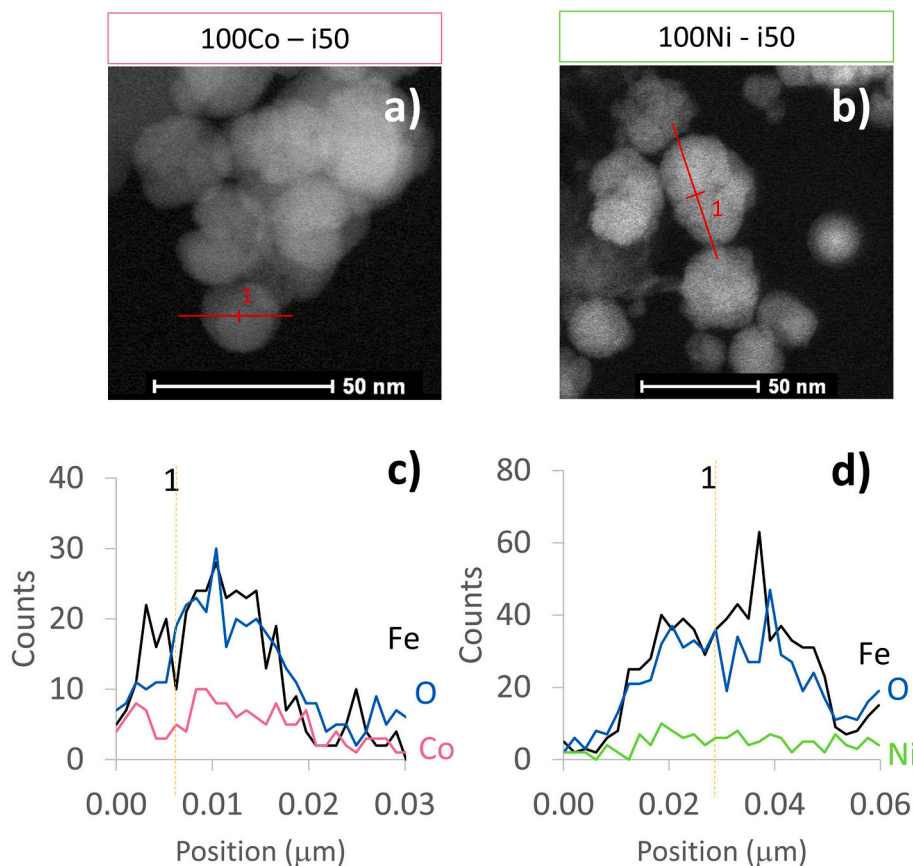 100Co – i50
100Ni - i50
a)
b)
1
1
50 nm
50 nm
c)
d)
40
30
20
10
0
Counts
1
Fe
O
Co
0.00 0.01 0.02 0.03
Position (μm)
80
60
40
20
0
Counts
1
Fe
O
Ni
0.00 0.02 0.04 0.06
Position (μm)